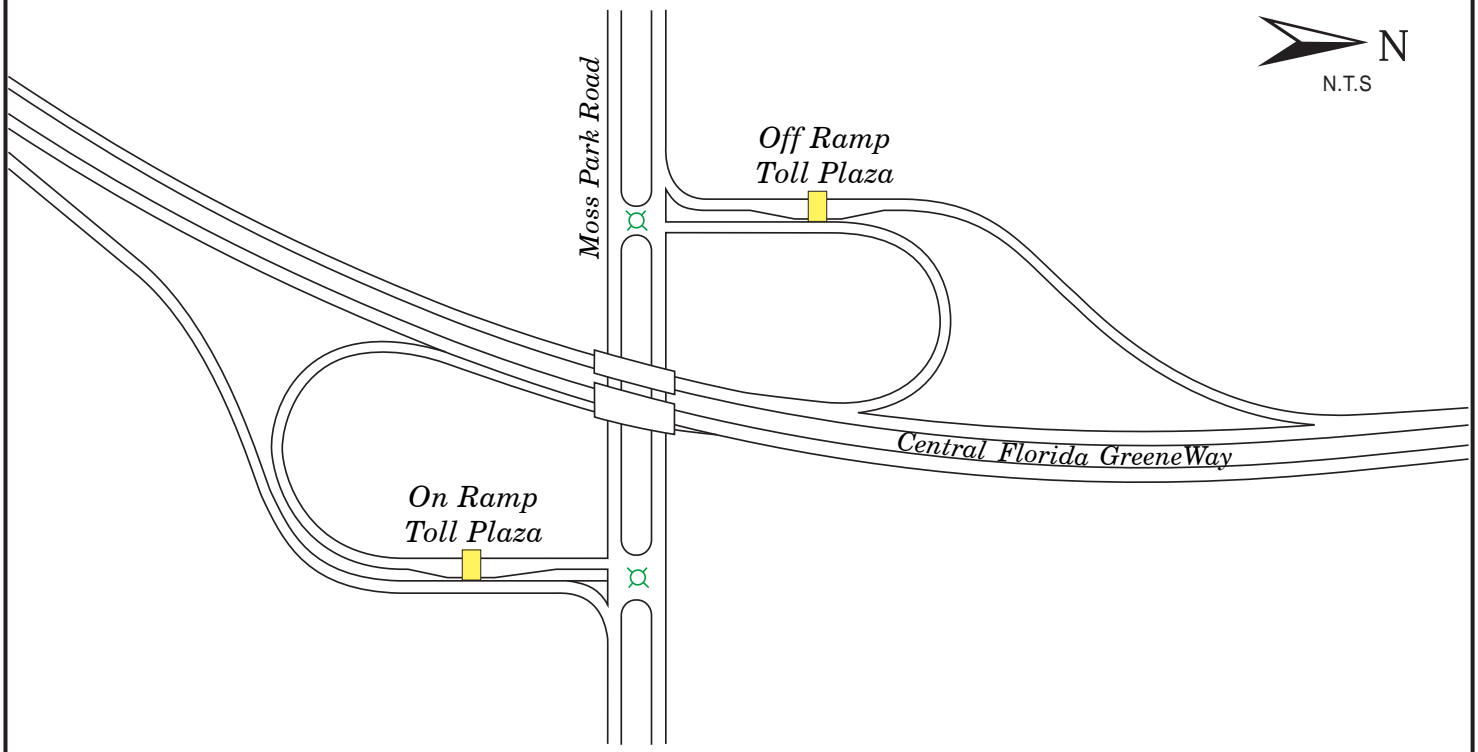 N
N.T.S
Moss Park Road
Off Ramp
Toll Plaza
Central Florida GreeneWay
On Ramp
Toll Plaza